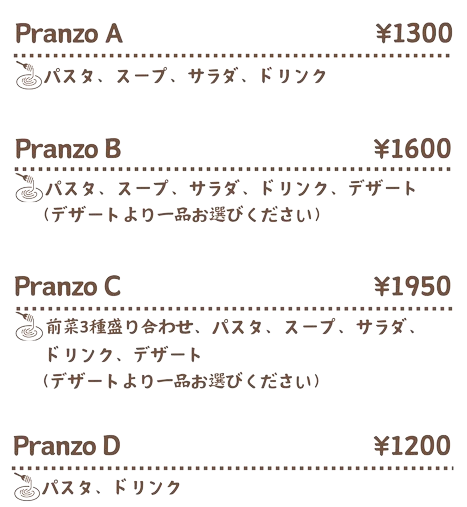 Pranzo A ¥1300
パスタ、スープ、サラダ、ドリンク
Pranzo B ¥1600
パスタ、スープ、サラダ、ドリンク、デザート
(デザートより一品お選びください)
Pranzo C ¥1950
前菜3種盛り合わせ、パスタ、スープ、サラダ、
ドリンク、デザート
(デザートより一品お選びください)
Pranzo D ¥1200
パスタ、ドリンク